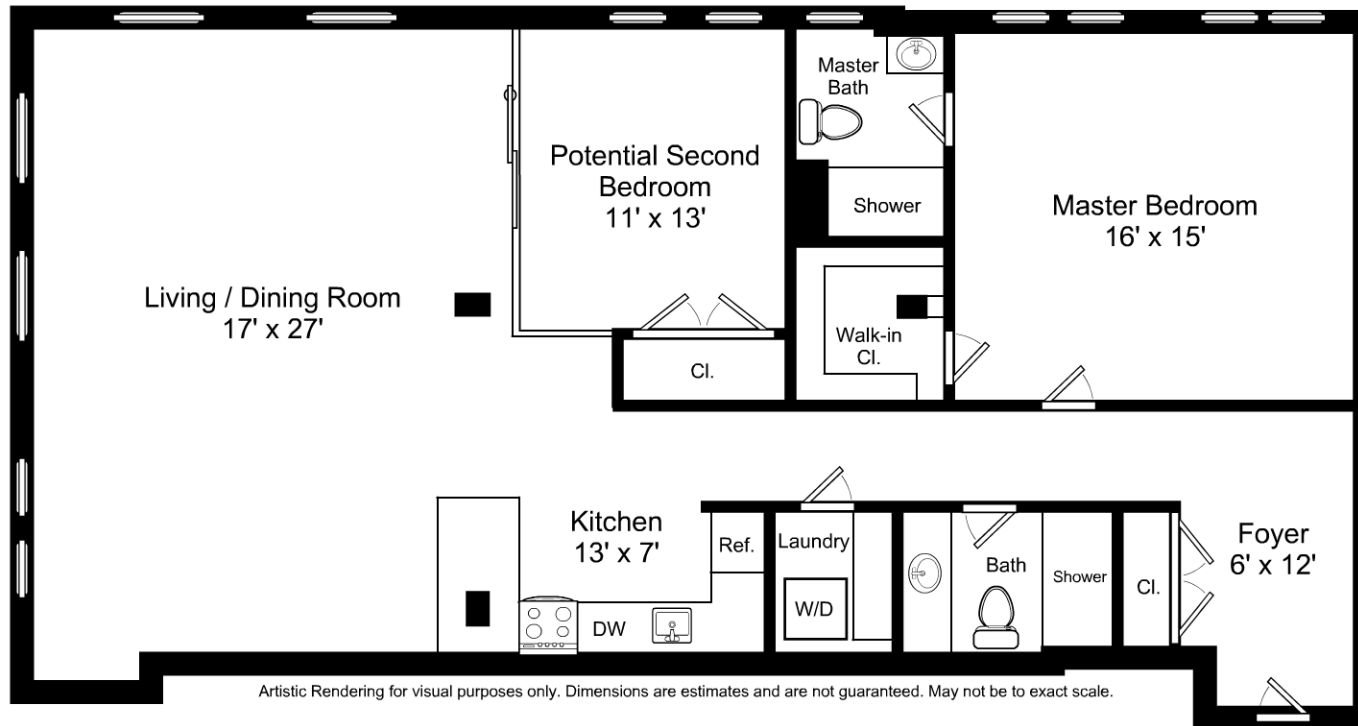 Master
Bath
Potential Second
Bedroom
11' x 13'
Shower
Master Bedroom
16' x 15'
Living / Dining Room
17' x 27'
Walk-in
Cl.
Cl.
Kitchen
13' x 7'
Ref.
Laundry
Bath
Shower
Cl.
Foyer
6' x 12'
DW
W/D
Artistic Rendering for visual purposes only. Dimensions are estimates and are not guaranteed. May not be to exact scale.